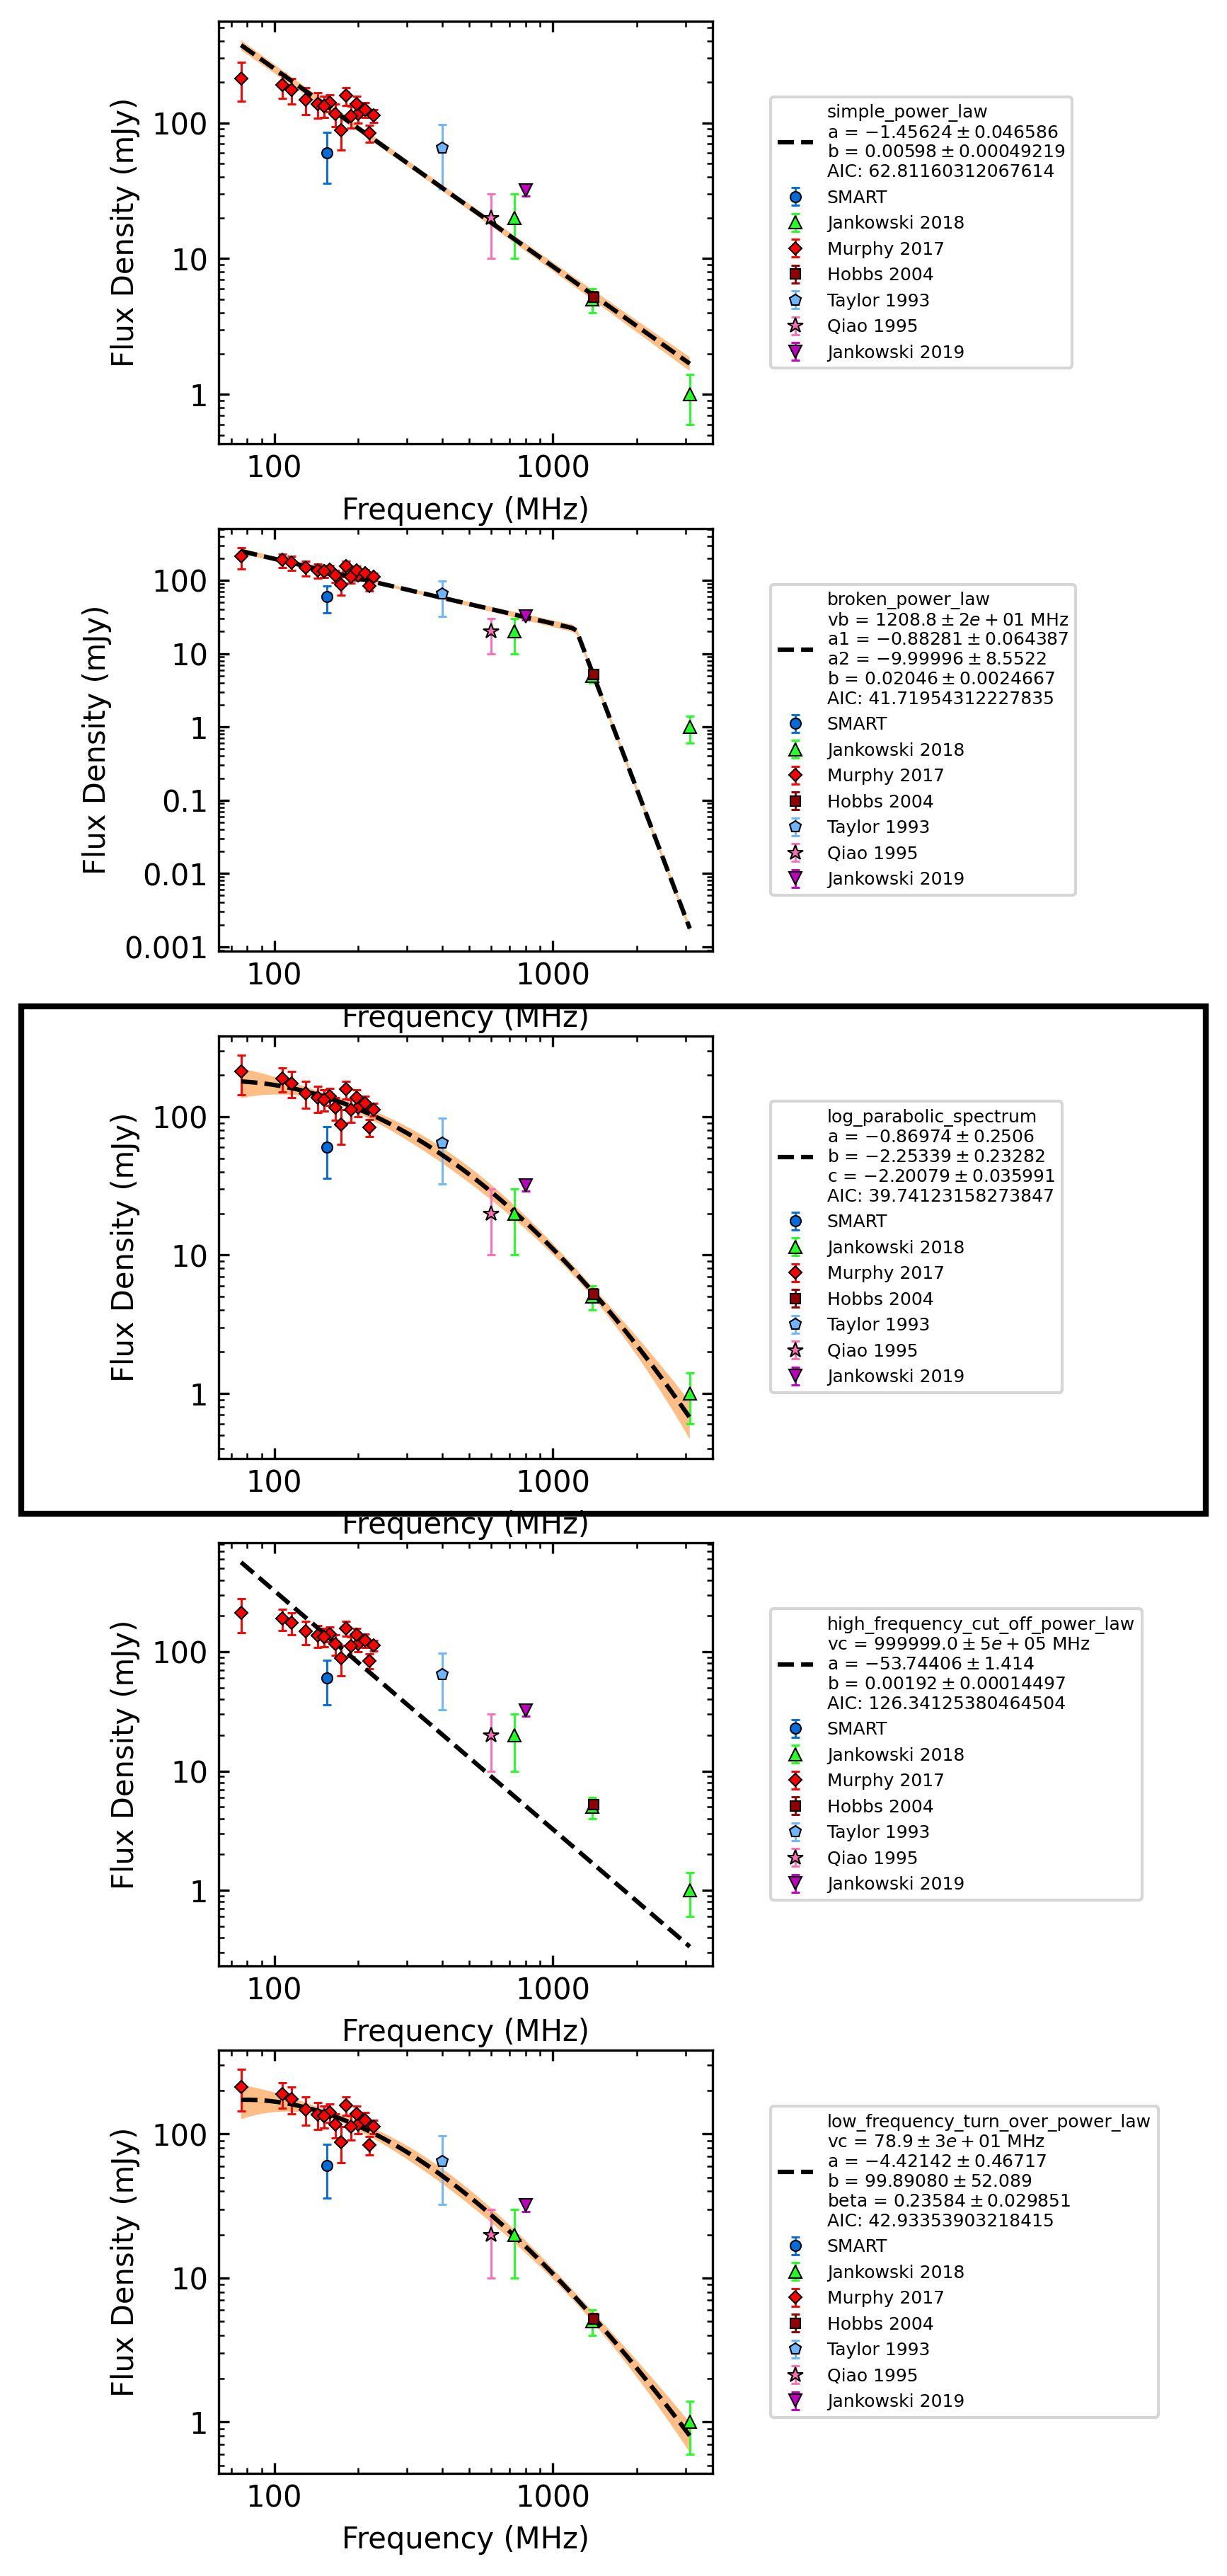 100
10
1
Flux Density (mJy)
100 1000
Frequency (MHz)
simple_power_law
a = −1.45624 ± 0.046586
b = 0.00598 ± 0.00049219
AIC: 62.81160312067614
SMART
Jankowski 2018
Murphy 2017
Hobbs 2004
Taylor 1993
Qiao 1995
Jankowski 2019
100
10
1
0.1
0.01
0.001
Flux Density (mJy)
100 1000
Frequency (MHz)
broken_power_law
vb = 1208.8 ± 2e + 01 MHz
a1 = −0.88281 ± 0.064387
a2 = −9.99996 ± 8.5522
b = 0.02046 ± 0.0024667
AIC: 41.71954312227835
SMART
Jankowski 2018
Murphy 2017
Hobbs 2004
Taylor 1993
Qiao 1995
Jankowski 2019
100
10
1
Flux Density (mJy)
100 1000
Frequency (MHz)
log_parabolic_spectrum
a = −0.86974 ± 0.2506
b = −2.25339 ± 0.23282
c = −2.20079 ± 0.035991
AIC: 39.74123158273847
SMART
Jankowski 2018
Murphy 2017
Hobbs 2004
Taylor 1993
Qiao 1995
Jankowski 2019
100
10
1
Flux Density (mJy)
100 1000
Frequency (MHz)
high_frequency_cut_off_power_law
vc = 999999.0 ± 5e + 05 MHz
a = −53.74406 ± 1.414
b = 0.00192 ± 0.00014497
AIC: 126.34125380464504
SMART
Jankowski 2018
Murphy 2017
Hobbs 2004
Taylor 1993
Qiao 1995
Jankowski 2019
100
10
1
Flux Density (mJy)
100 1000
Frequency (MHz)
low_frequency_turn_over_power_law
vc = 78.9 ± 3e + 01 MHz
a = −4.42142 ± 0.46717
b = 99.89080 ± 52.089
beta = 0.23584 ± 0.029851
AIC: 42.93353903218415
SMART
Jankowski 2018
Murphy 2017
Hobbs 2004
Taylor 1993
Qiao 1995
Jankowski 2019